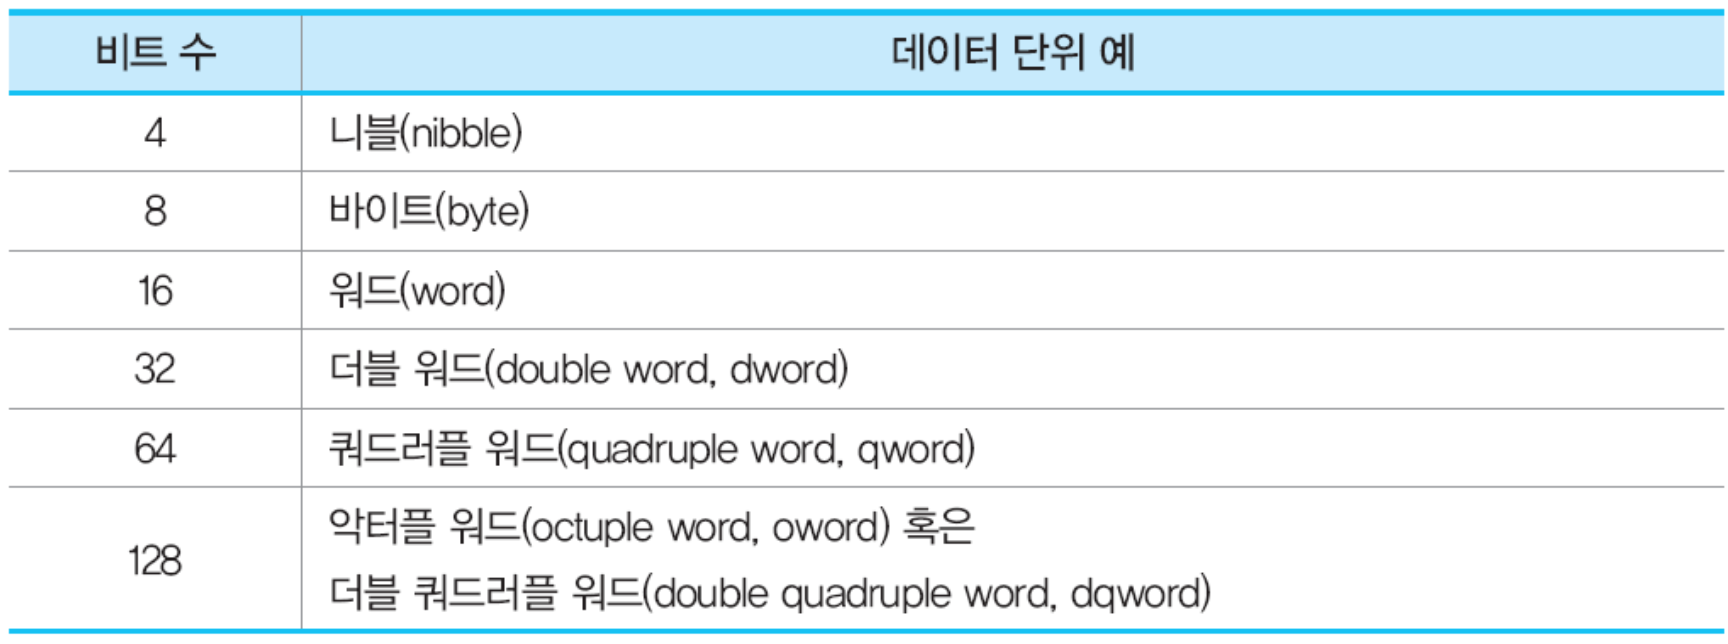 비트 수 데이터 단위 예
4 니블(nibble)
8 바이트(byte)
16 워드(word)
32 더블 워드(double word, dword)
64 쿼드러플 워드(quadruple word, qword)
128 악터플 워드(octuple word, oword) 혹은
더블 쿼드러플 워드(double quadruple word, dqword)